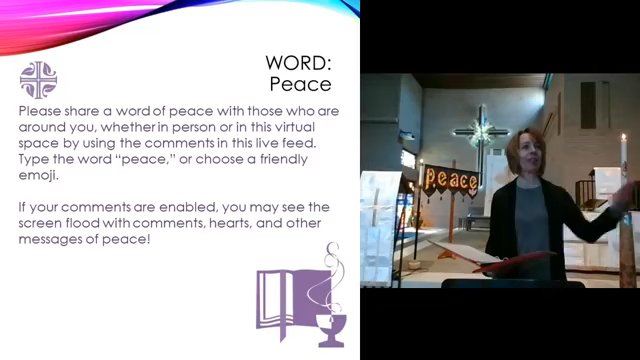 WORD:
Peace
Please share a word of peace with those who are
around you, whether in person or in this virtual
space by using the comments in this live feed.
Type the word “peace,” or choose a friendly
emoji.
If your comments are enabled, you may see the
screen flood with comments, hearts, and other
messages of peace!
peace